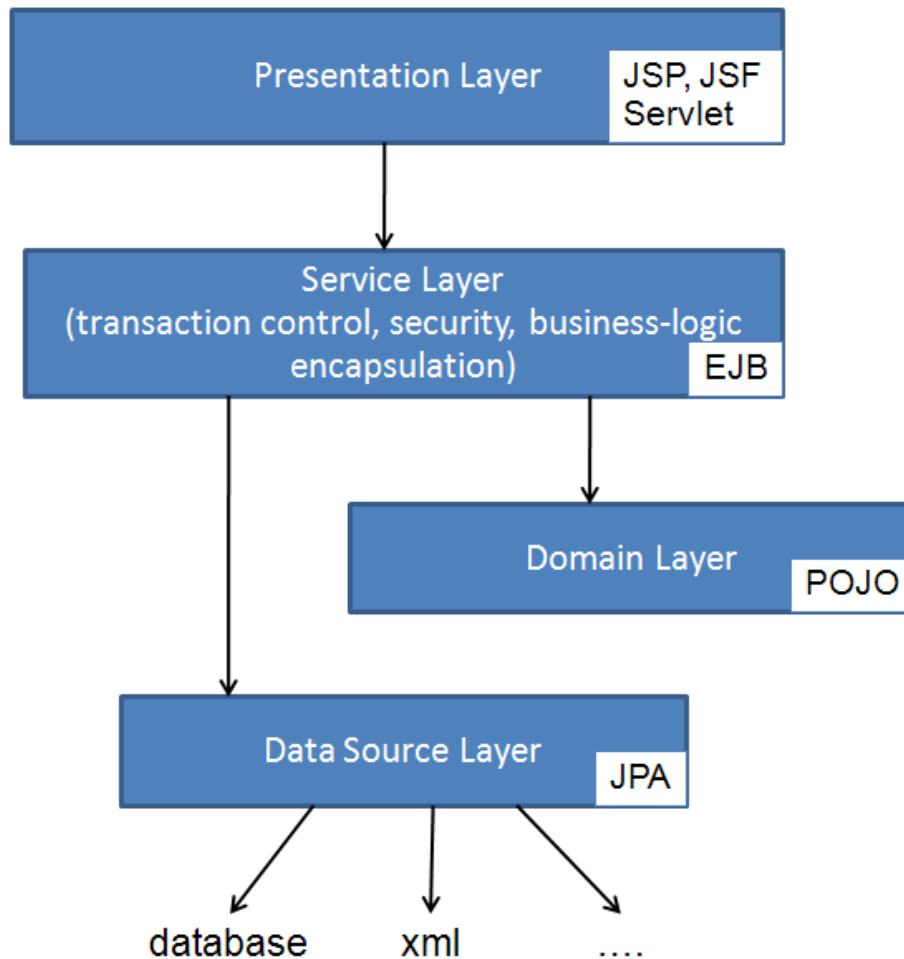 Presentation Layer
JSP, JSF
Servlet
Service Layer
(transaction control, security, business-logic
encapsulation)
EJB
Domain Layer
POJO
Data Source Layer
JPA
database
xml
....